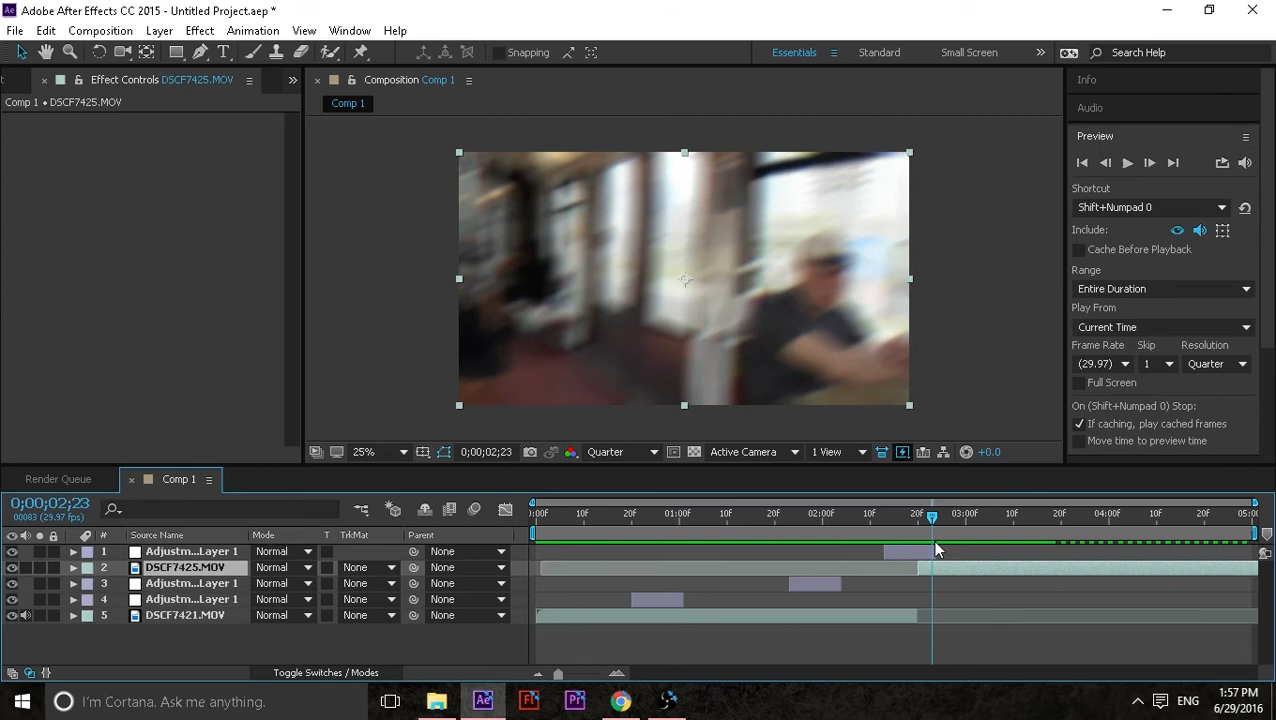 Adobe After Effects CC 2015 - Untitled Project.aep *
File Edit Composition Layer Effect Animation View Window Help
Snapping Essentials Standard Small Screen Search Help
Effect Controls DSCF7425.MOV
Comp 1 • DSCF7425.MOV
Composition Comp 1
Comp 1
Info
Audio
Preview
Shortcut
Shift+Numpad 0
Include:
Cache Before Playback
Range
Entire Duration
Play From
Current Time
Frame Rate Skip Resolution
(29.97) 1 Quarter
Full Screen
On (Shift+Numpad 0) Stop:
If caching, play cached frames
Move time to preview time
25% 0;00;02;23 Quarter Active Camera 1 View +0.0
Render Queue Comp 1
0;00;02;23
00083 (29.97 fps)
:00F 10F 20F 01:00F 10F 20F 02:00F 10F 20F 03:00F 10F 20F 04:00F 10F 20F 05:00
# Source Name Mode T TrkMat Parent
1 Adjustm...Layer 1 Normal None
2 DSCF7425.MOV Normal None None
3 Adjustm...Layer 1 Normal None None
4 Adjustm...Layer 1 Normal None None
5 DSCF7421.MOV Normal None None
Toggle Switches / Modes
I'm Cortana. Ask me anything.
Ae Fl Pr
ENG
1:57 PM
6/29/2016